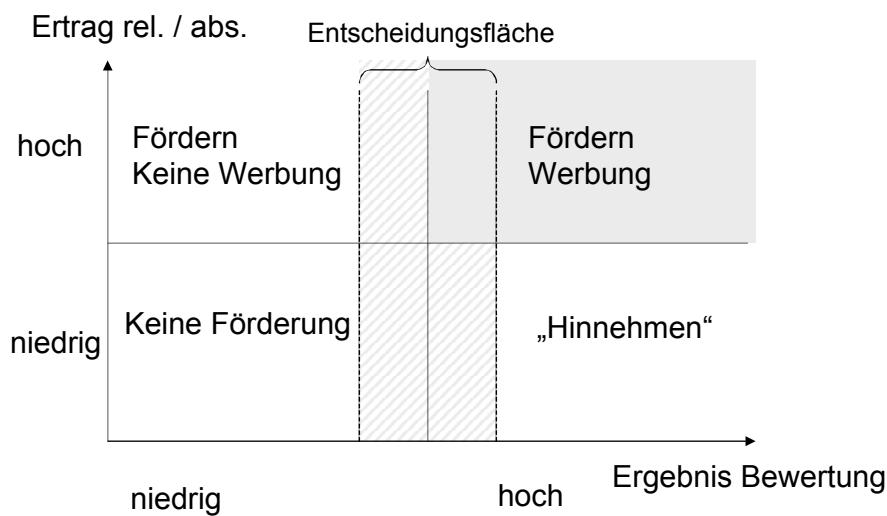 Ertrag rel. / abs.
Entscheidungsfläche
hoch
Fördern
Keine Werbung
Fördern
Werbung
niedrig
Keine Förderung
„Hinnehmen“
niedrig
hoch
Ergebnis Bewertung